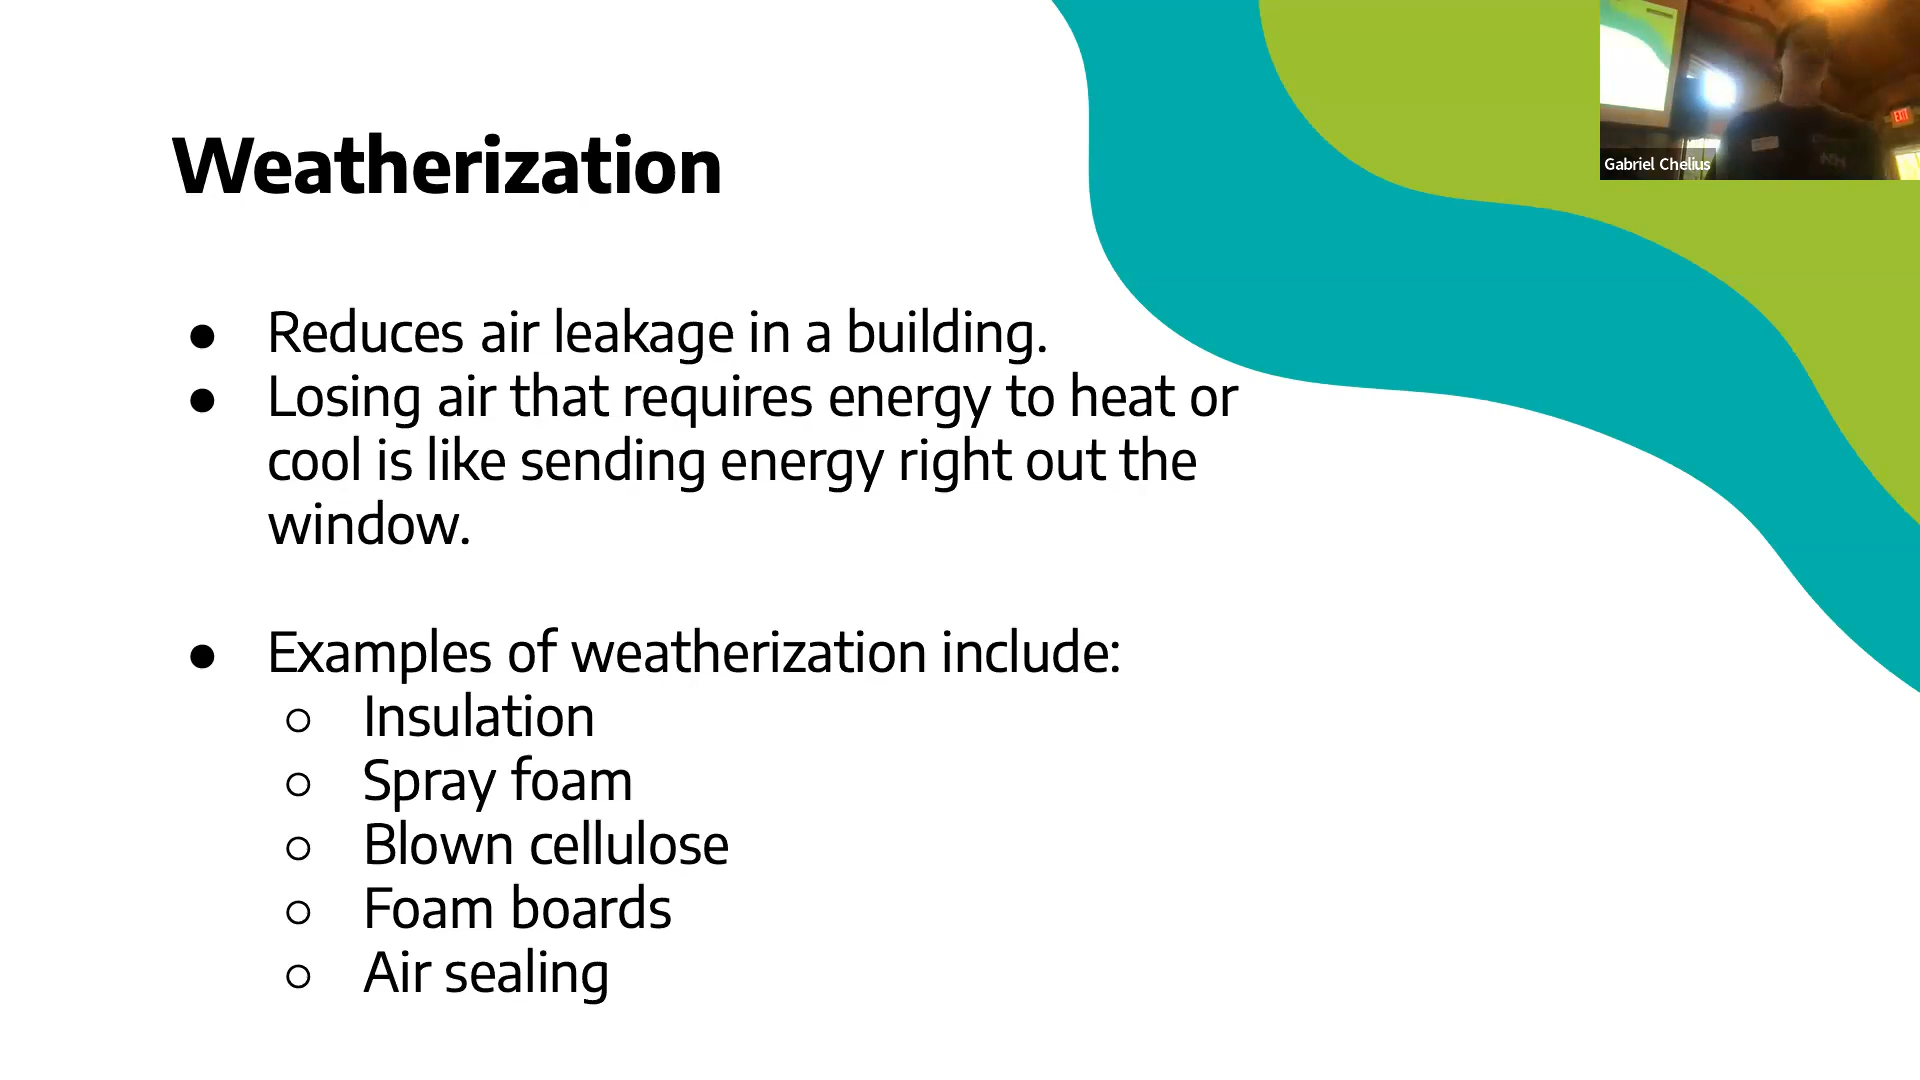 Weatherization
● Reduces air leakage in a building.
● Losing air that requires energy to heat or
cool is like sending energy right out the
window.
● Examples of weatherization include:
○ Insulation
○ Spray foam
○ Blown cellulose
○ Foam boards
○ Air sealing
EXIT
Gabriel Chelius